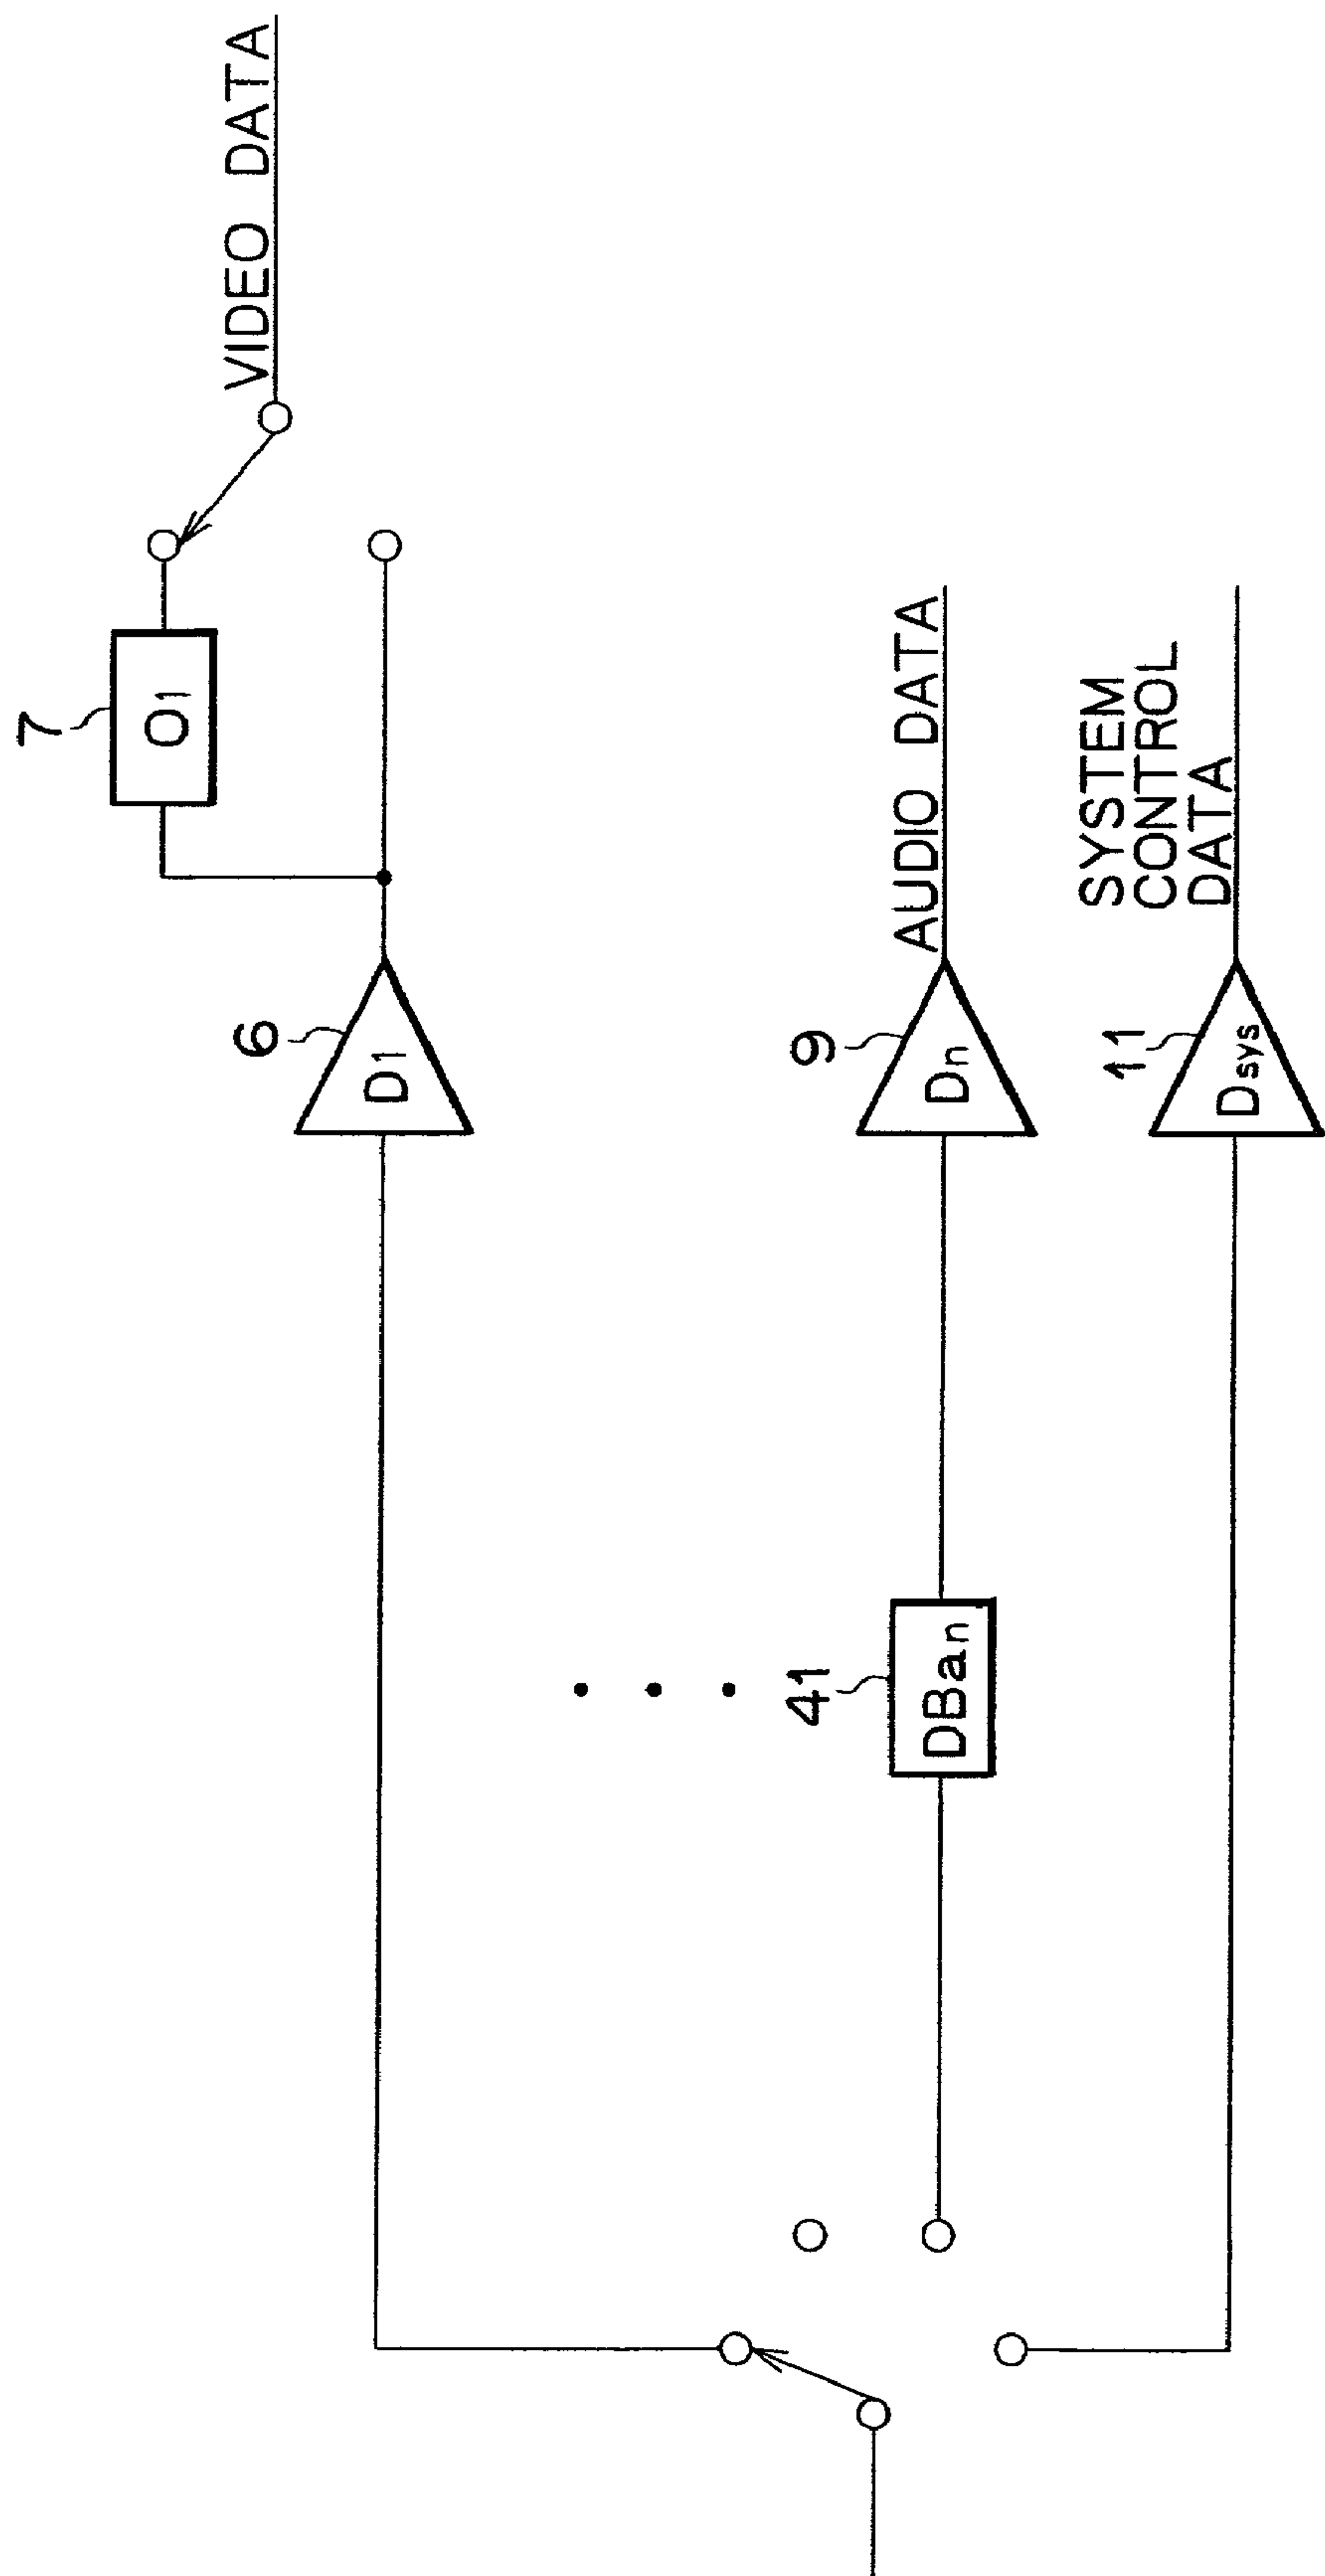 VIDEO DATA
7
O1
6
D1
AUDIO DATA
9
Dn
41
DBan
SYSTEM
CONTROL
DATA
11
Dsys